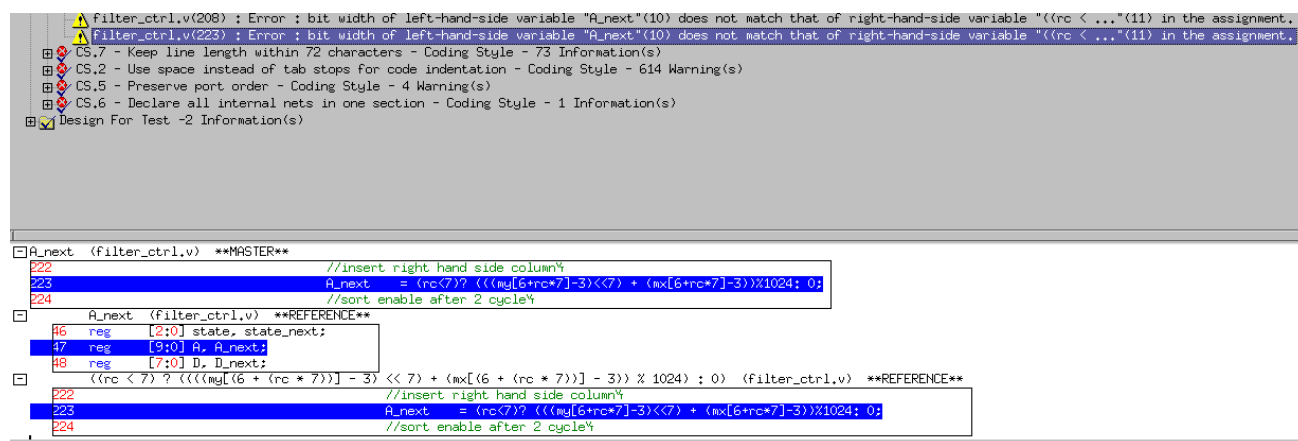 filter_ctrl.v(208) : Error : bit width of left-hand-side variable "A_next"(10) does not match that of right-hand-side variable "((rc < ..."(11) in the assignment.
filter_ctrl.v(223) : Error : bit width of left-hand-side variable "A_next"(10) does not match that of right-hand-side variable "((rc < ..."(11) in the assignment.
CS.7 - Keep line length within 72 characters - Coding Style - 73 Information(s)
CS.2 - Use space instead of tab stops for code indentation - Coding Style - 614 Warning(s)
CS.5 - Preserve port order - Coding Style - 4 Warning(s)
CS.6 - Declare all internal nets in one section - Coding Style - 1 Information(s)
Design For Test -2 Information(s)
A_next (filter_ctrl.v) **MASTER**
222 //insert right hand side column%
223 A_next = (rc<7)? (((my[6+rc*7]-3)<<7) + (mx[6+rc*7]-3))%1024: 0;
224 //sort enable after 2 cycle%
A_next (filter_ctrl.v) **REFERENCE**
46 reg [2:0] state, state_next;
47 reg [9:0] A, A_next;
48 reg [7:0] D, D_next;
((rc < 7) ? ((((my[(6 + (rc * 7))] - 3) << 7) + (mx[(6 + (rc * 7))] - 3)) % 1024) : 0) (filter_ctrl.v) **REFERENCE**
222 //insert right hand side column%
223 A_next = (rc<7)? (((my[6+rc*7]-3)<<7) + (mx[6+rc*7]-3))%1024: 0;
224 //sort enable after 2 cycle%